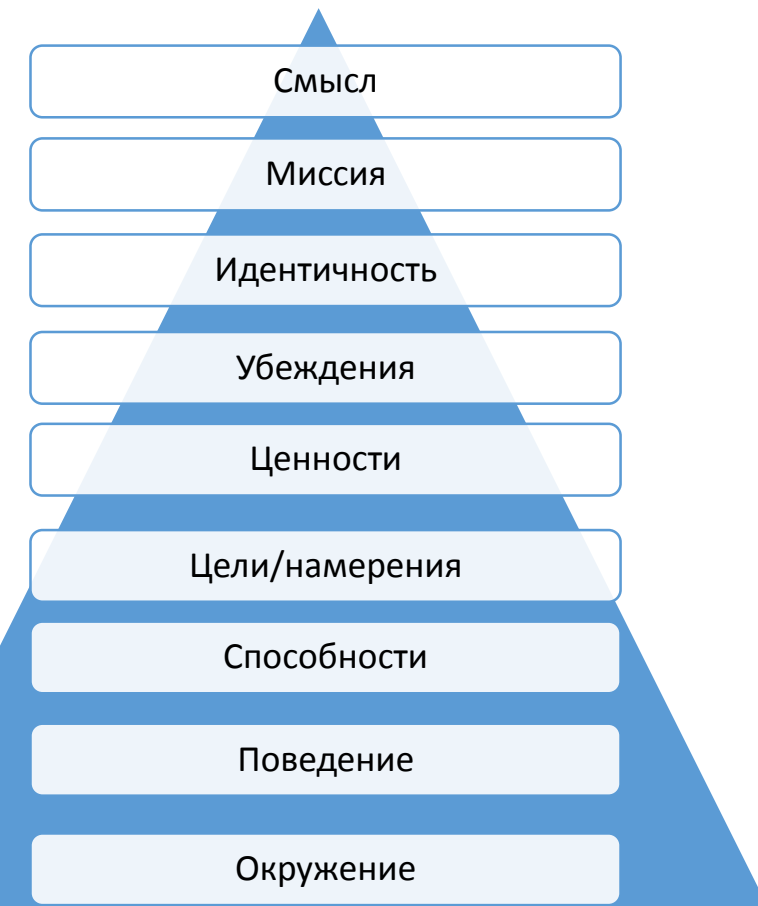 Смысл
Миссия
Идентичность
Убеждения
Ценности
Цели/намерения
Способности
Поведение
Окружение